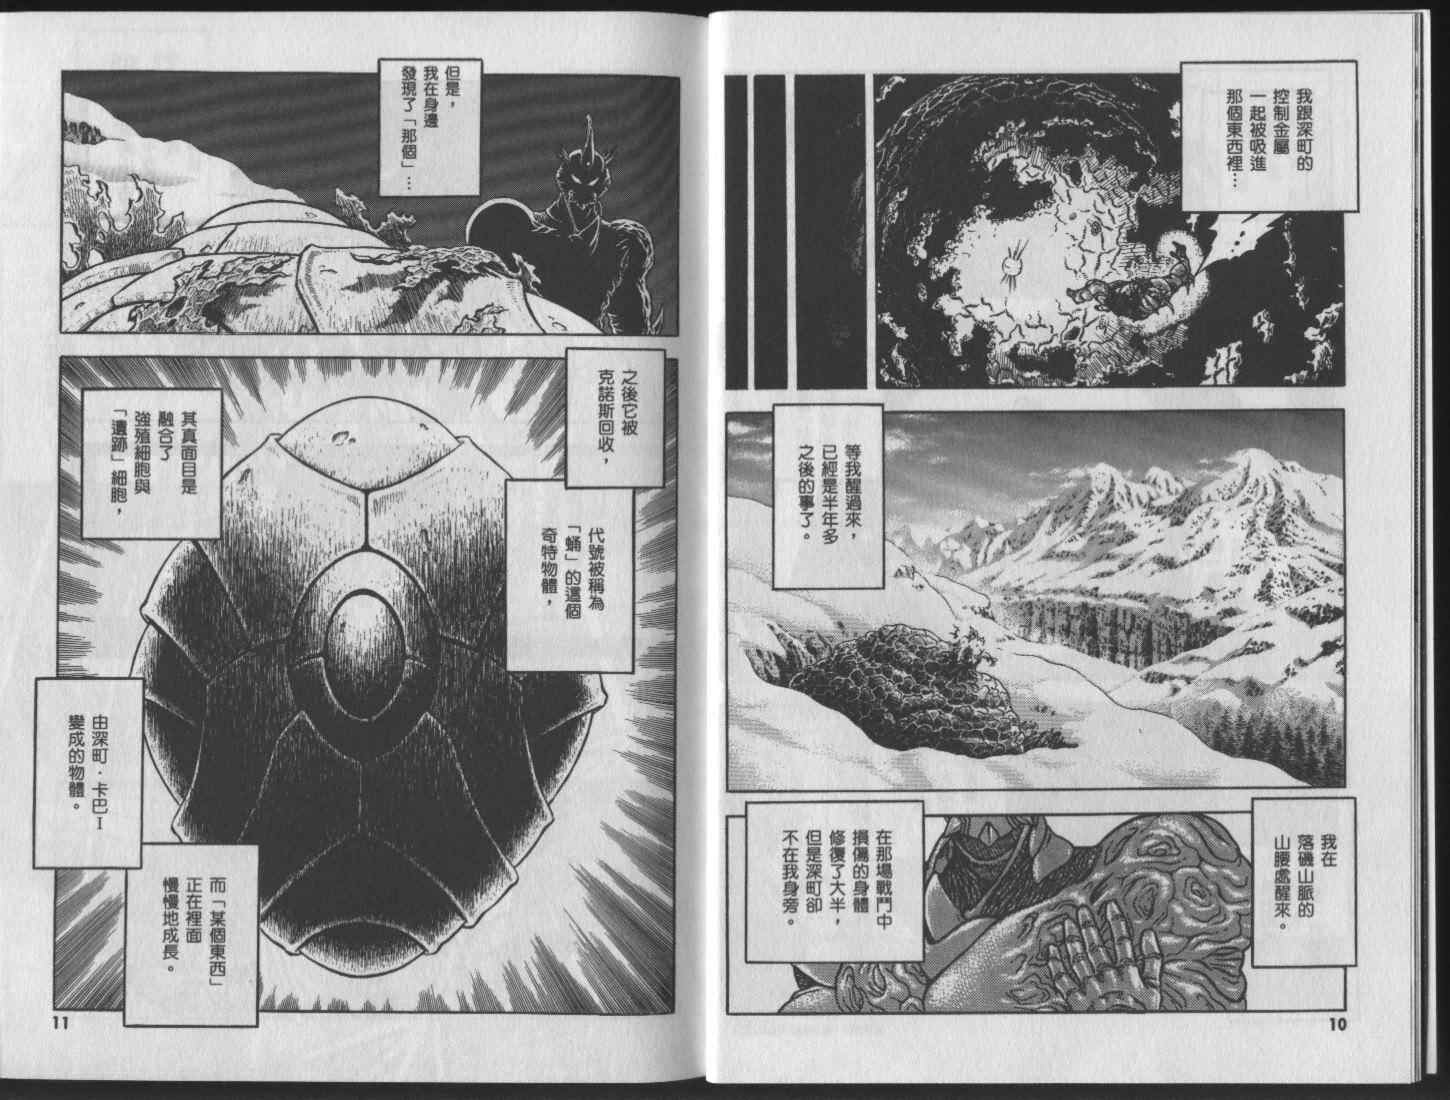 我跟深町的
控制金屬
一起被吸進
那個東西裡…
等我醒過來，
已經是半年多
之後的事了。
我在
落磯山脈的
山腰處醒來。
在那場戰鬥中
損傷的身體
修復了大半，
但是深町卻
不在我身旁。
10
但是，
我在身邊
發現了「那個」…
之後它被
克諾斯回收，
代號被稱為
「蛹」的這個
奇特物體，
其真面目是
融合了
強殖細胞與
「遺跡」細胞，
由深町．卡巴I
變成的物體。
而「某個東西」
正在裡面
慢慢地成長。
11